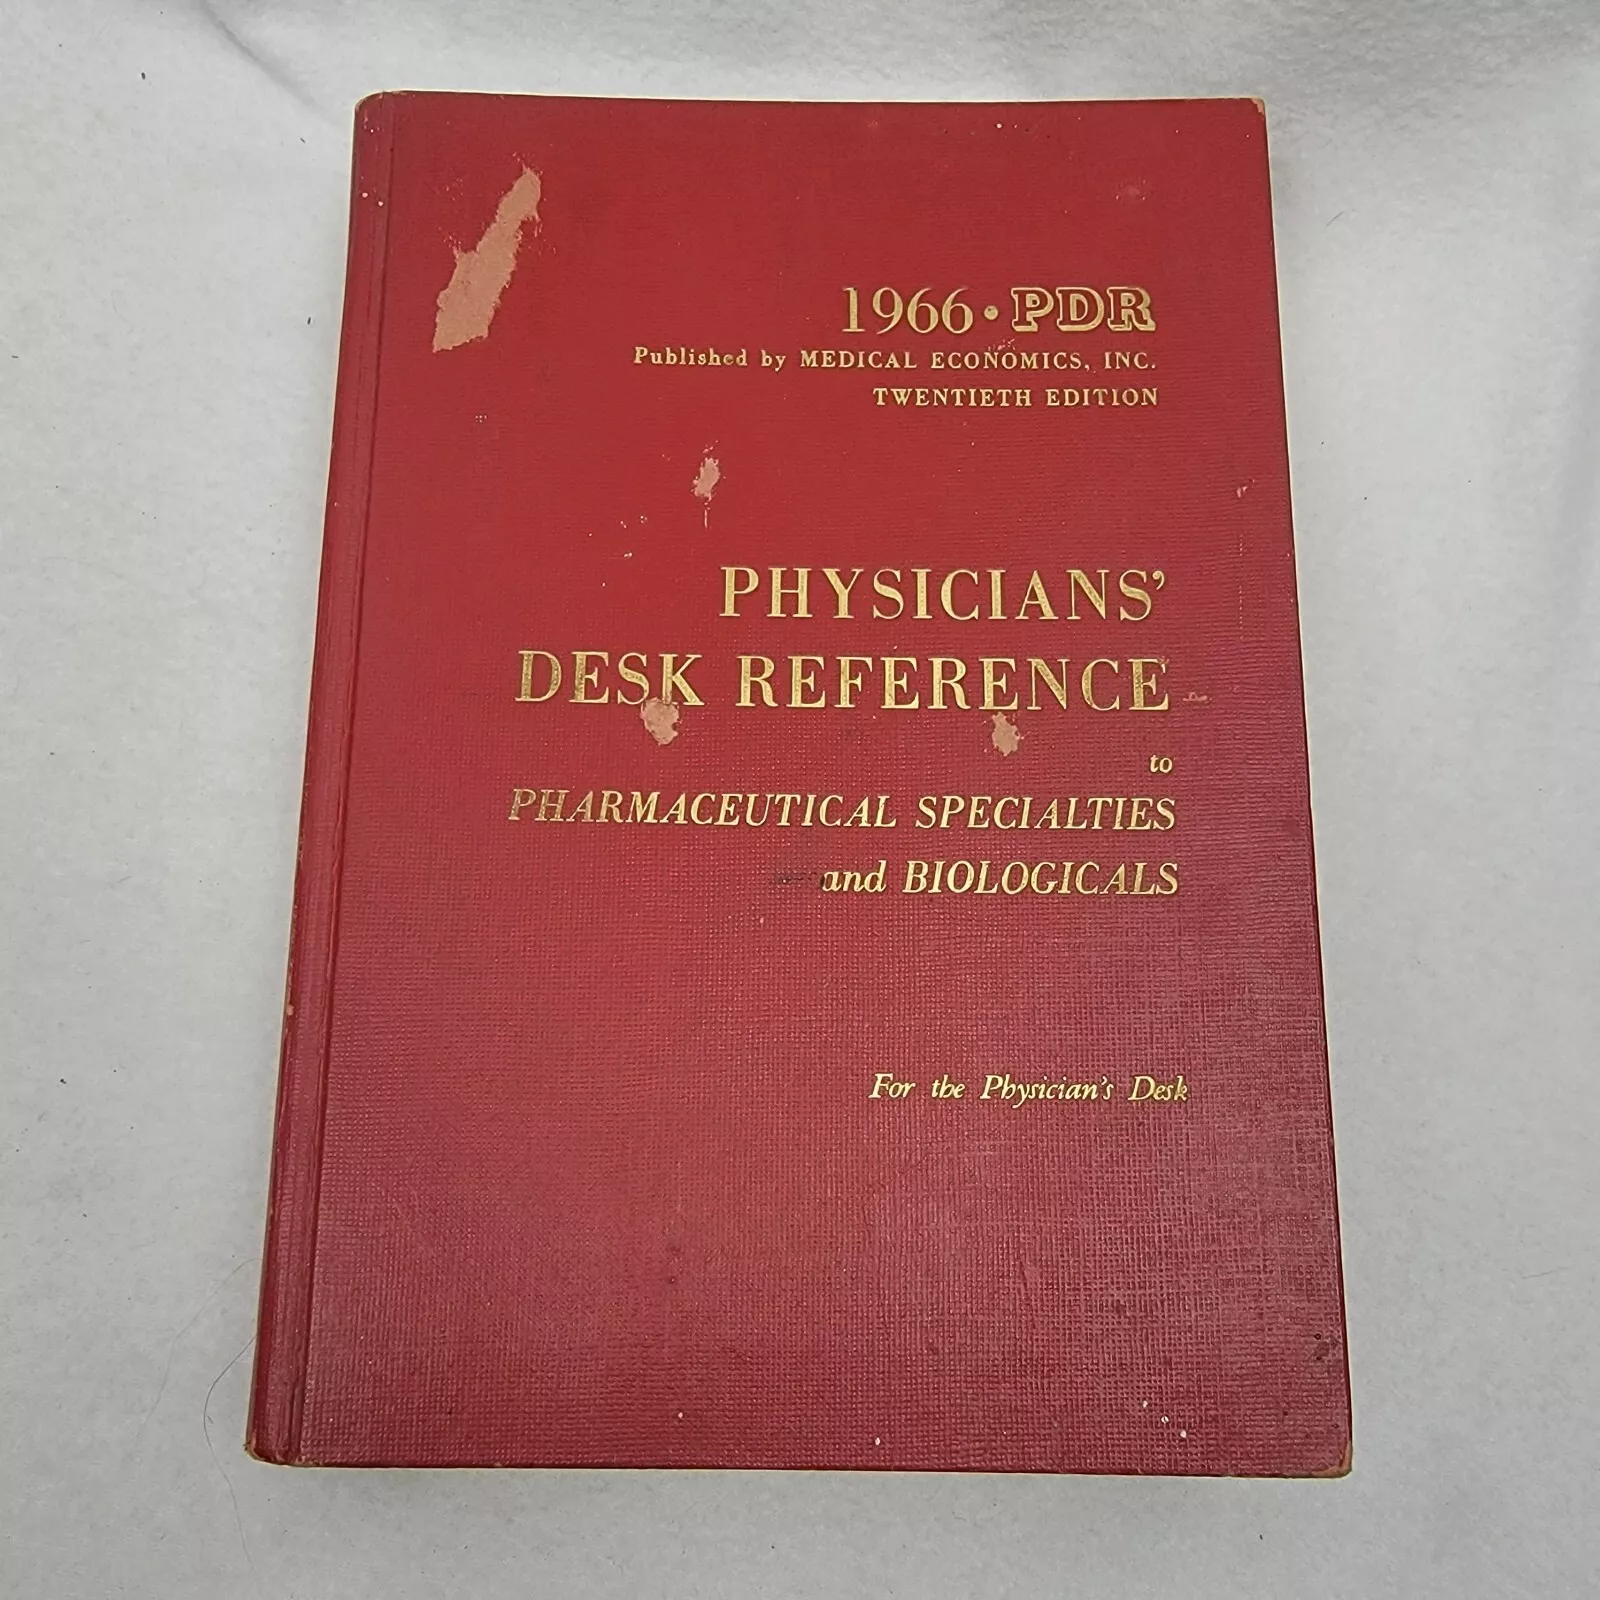 1966 • PDR
Published by MEDICAL ECONOMICS, INC.
TWENTIETH EDITION
PHYSICIANS'
DESK REFERENCE
to
PHARMACEUTICAL SPECIALTIES
and BIOLOGICALS
For the Physician's Desk